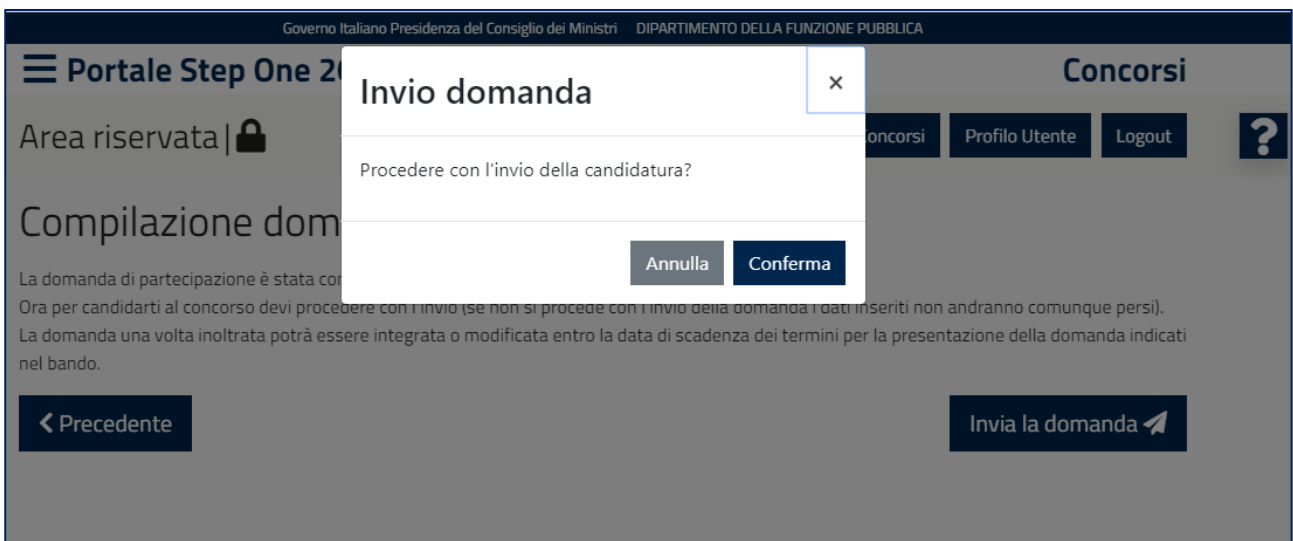 Governo Italiano Presidenza del Consiglio dei Ministri DIPARTIMENTO DELLA FUNZIONE PUBBLICA
Portale Step One 2
Concorsi
Area riservata |
Concorsi Profilo Utente Logout ?
Invio domanda ×
Procedere con l'invio della candidatura?
Annulla Conferma
Compilazione dom
La domanda di partecipazione è stata
Ora per candidarti al concorso devi procedere con l'invio (se non si procede con l'invio della domanda i dati inseriti non andranno comunque persi).
La domanda una volta inoltrata potrà essere integrata o modificata entro la data di scadenza dei termini per la presentazione della domanda indicati
nel bando.
Precedente
Invia la domanda